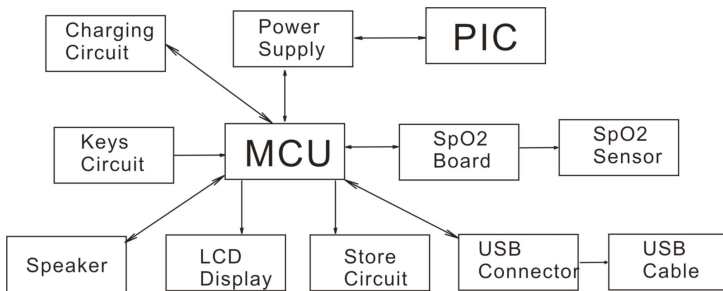 Charging
Circuit
Power
Supply
PIC
Keys
Circuit
MCU
SpO2
Board
SpO2
Sensor
Speaker
LCD
Display
Store
Circuit
USB
Connector
USB
Cable